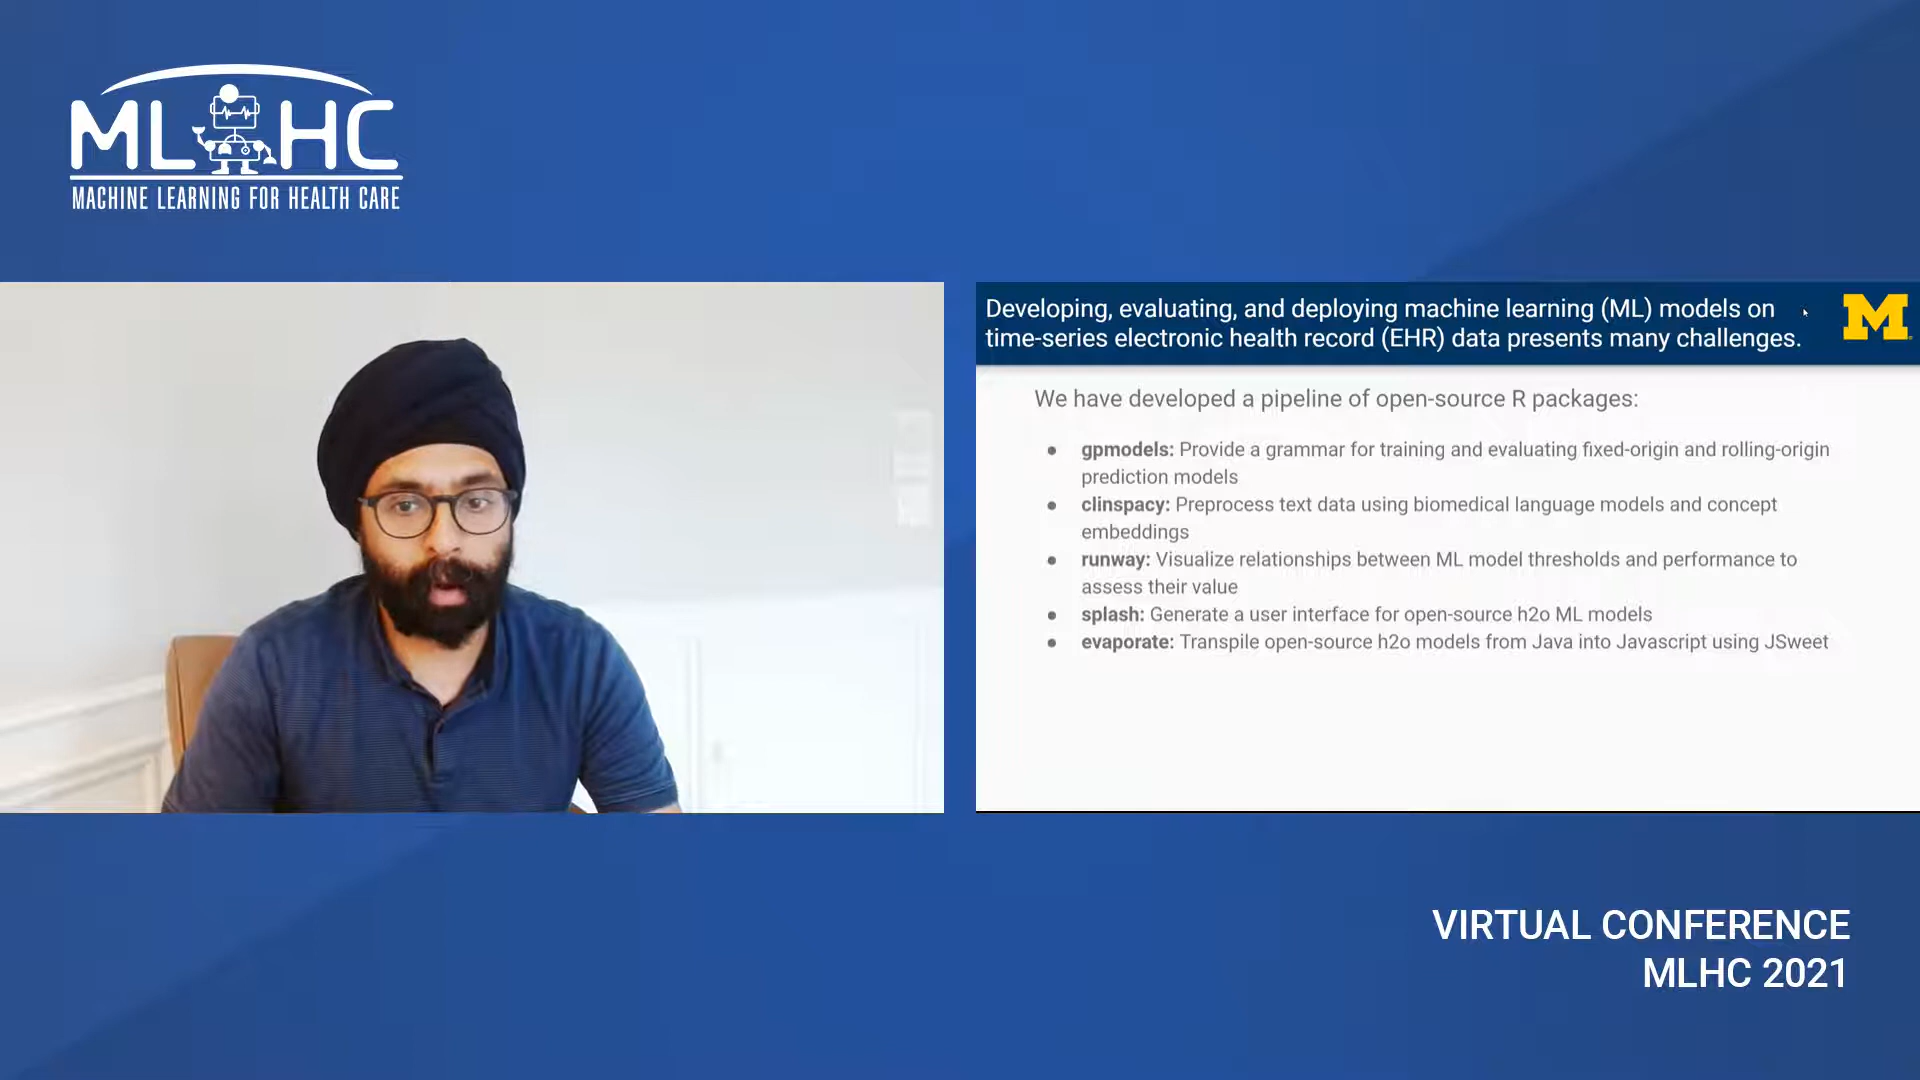 ML HC
MACHINE LEARNING FOR HEALTH CARE
Developing, evaluating, and deploying machine learning (ML) models on
time-series electronic health record (EHR) data presents many challenges.
M
We have developed a pipeline of open-source R packages:
● gpmodels: Provide a grammar for training and evaluating fixed-origin and rolling-origin
prediction models
● clinspacy: Preprocess text data using biomedical language models and concept
embeddings
● runway: Visualize relationships between ML model thresholds and performance to
assess their value
● splash: Generate a user interface for open-source h2o ML models
● evaporate: Transpile open-source h2o models from Java into Javascript using JSweet
VIRTUAL CONFERENCE
MLHC 2021